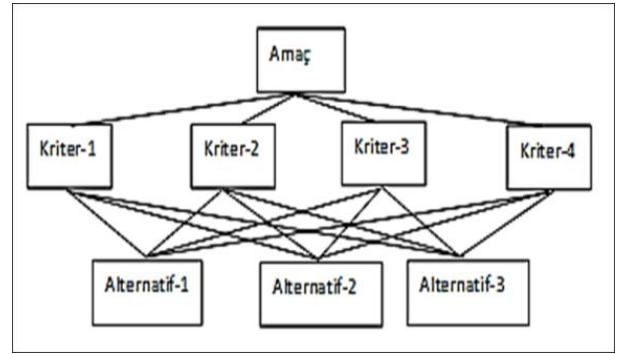 Amaç
Kriter-1
Kriter-2
Kriter-3
Kriter-4
Alternatif-1
Alternatif-2
Alternatif-3